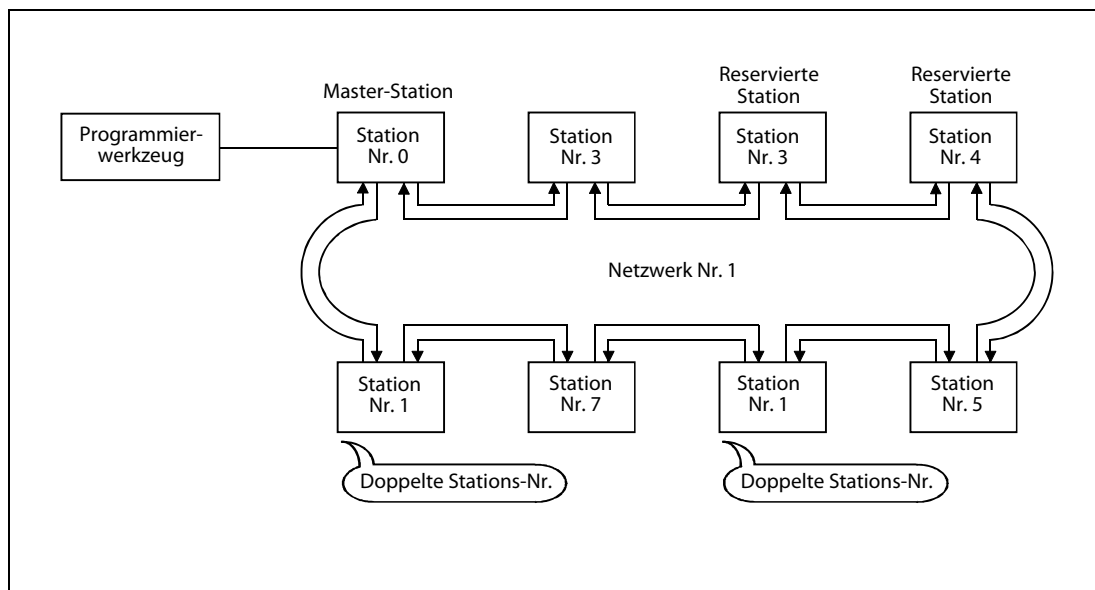 Master-Station
Reservierte
Station
Reservierte
Station
Programmier-
werkzeug
Station
Nr. 0
Station
Nr. 3
Station
Nr. 3
Station
Nr. 4
Netzwerk Nr. 1
Station
Nr. 1
Station
Nr. 7
Station
Nr. 1
Station
Nr. 5
Doppelte Stations-Nr.
Doppelte Stations-Nr.